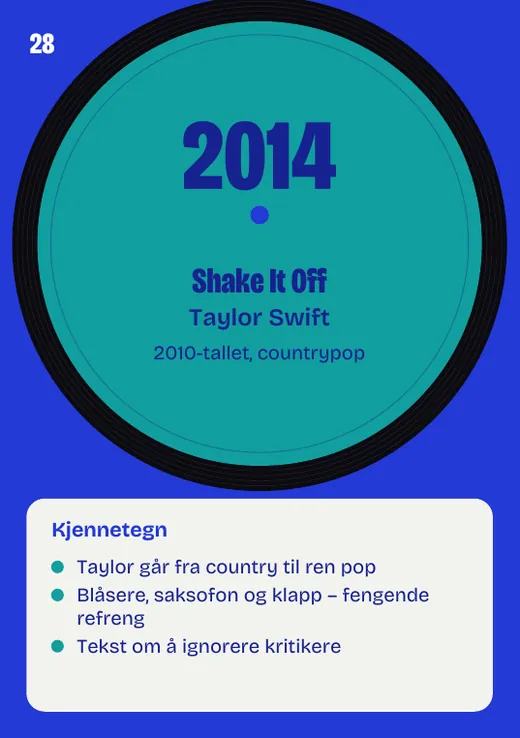 28
2014
Shake It Off
Taylor Swift
2010-tallet, countrypop
Kjennetegn
Taylor går fra country til ren pop
Blåsere, saksofon og klapp – fengende
refreng
Tekst om å ignorere kritikere